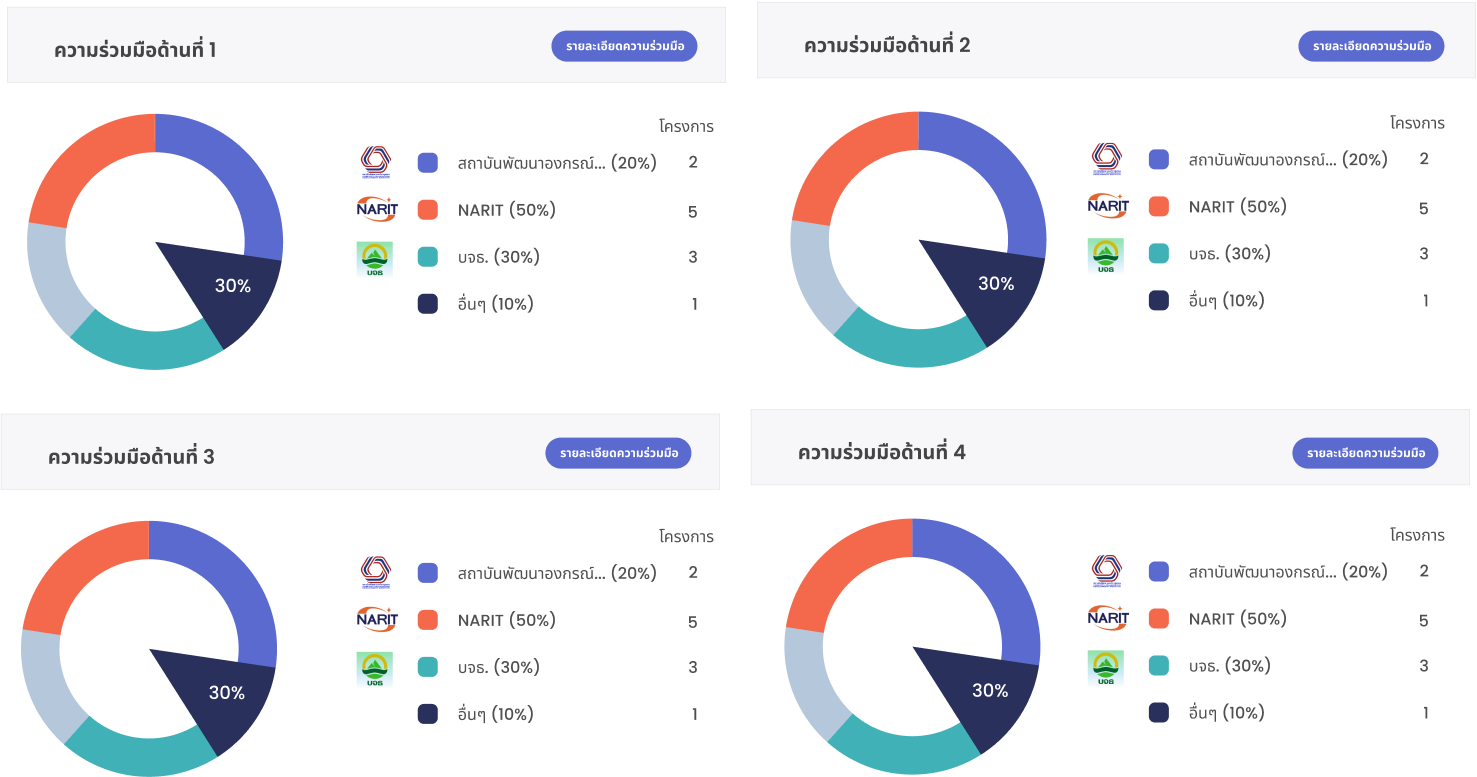 ความร่วมมือด้านที่ 1
รายละเอียดความร่วมมือ
โครงการ
สถาบันพัฒนาองกรณ์... (20%) 2
NARIT NARIT (50%) 5
บจธ บจธ. (30%) 3
อื่นๆ (10%) 1
30%
ความร่วมมือด้านที่ 2
รายละเอียดความร่วมมือ
โครงการ
สถาบันพัฒนาองกรณ์... (20%) 2
NARIT NARIT (50%) 5
บจธ บจธ. (30%) 3
อื่นๆ (10%) 1
30%
ความร่วมมือด้านที่ 3
รายละเอียดความร่วมมือ
โครงการ
สถาบันพัฒนาองกรณ์... (20%) 2
NARIT NARIT (50%) 5
บจธ บจธ. (30%) 3
อื่นๆ (10%) 1
30%
ความร่วมมือด้านที่ 4
รายละเอียดความร่วมมือ
โครงการ
สถาบันพัฒนาองกรณ์... (20%) 2
NARIT NARIT (50%) 5
บจธ บจธ. (30%) 3
อื่นๆ (10%) 1
30%